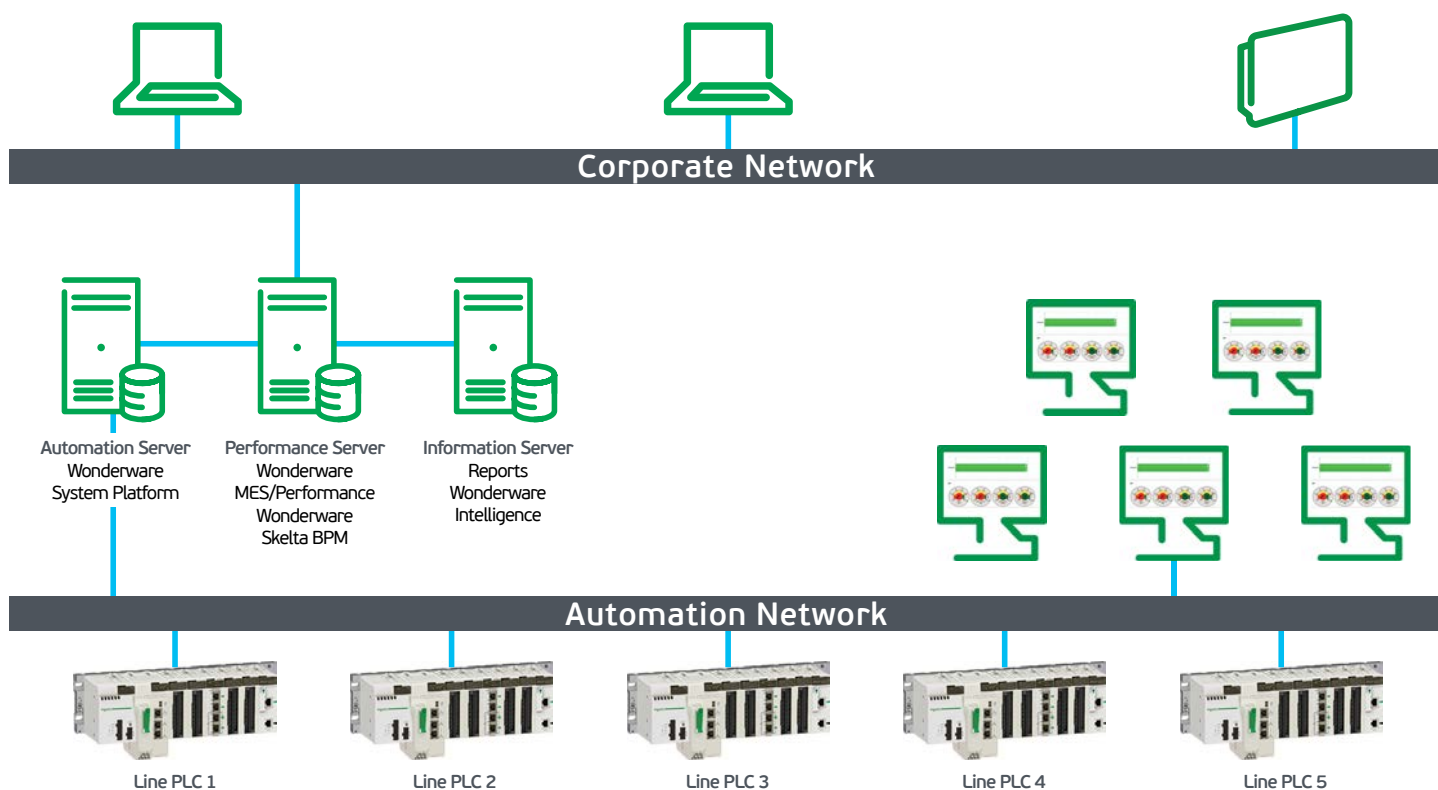 Corporate Network
Automation Server
Wonderware
System Platform
Performance Server
Wonderware
MES/Performance
Wonderware
Skelta BPM
Information Server
Reports
Wonderware
Intelligence
Automation Network
Line PLC 1
Line PLC 2
Line PLC 3
Line PLC 4
Line PLC 5